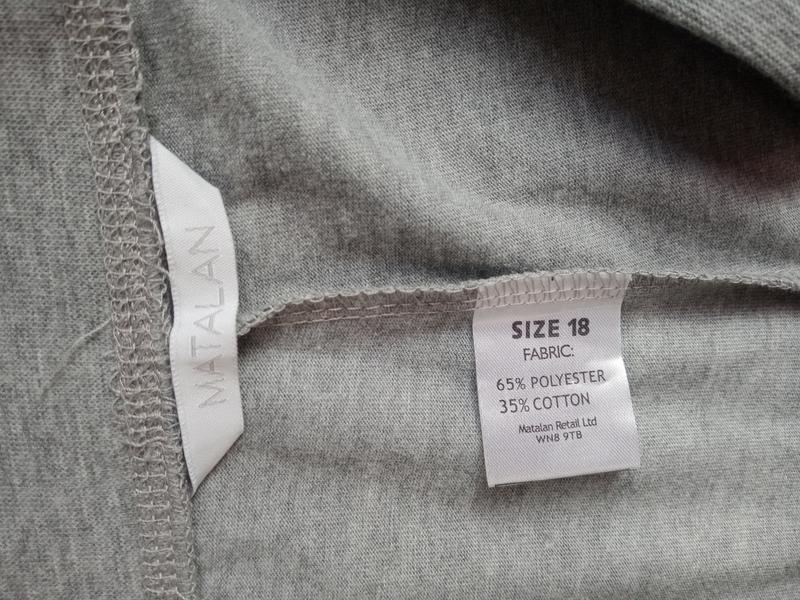 MATALAN
SIZE 18
FABRIC:
65% POLYESTER
35% COTTON
Matalan Retail Ltd
WN8 9TB